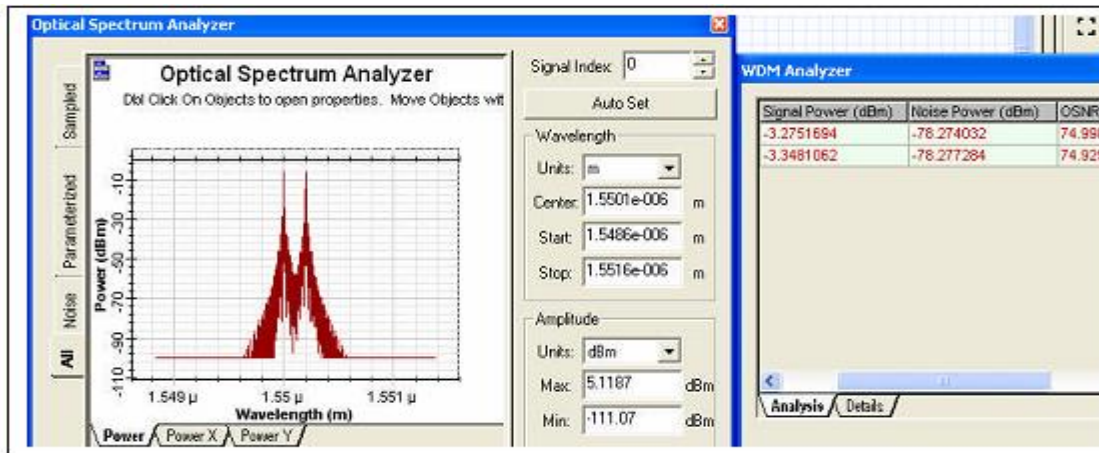 Optical Spectrum Analyzer
Optical Spectrum Analyzer
Dbl Click On Objects to open properties. Move Objects wit
Sampled
Parameterized
Noise
All
Power (dBm)
-10
-30
-50
-70
-90
-110
1.549 µ
1.55 µ
1.551 µ
Wavelength (m)
Power
Power X
Power Y
Signal Index: 0
Auto Set
Wavelength
Units: m
Center: 1.5501e-006 m
Start: 1.5486e-006 m
Stop: 1.5516e-006 m
Amplitude
Units: dBm
Max: 5.1187 dBm
Min: -111.07 dBm
WDM Analyzer
Signal Power (dBm) Noise Power (dBm) OSNR
-3.2751694 -78.274032 74.998
-3.3481062 -78.277284 74.929
Analysis
Details